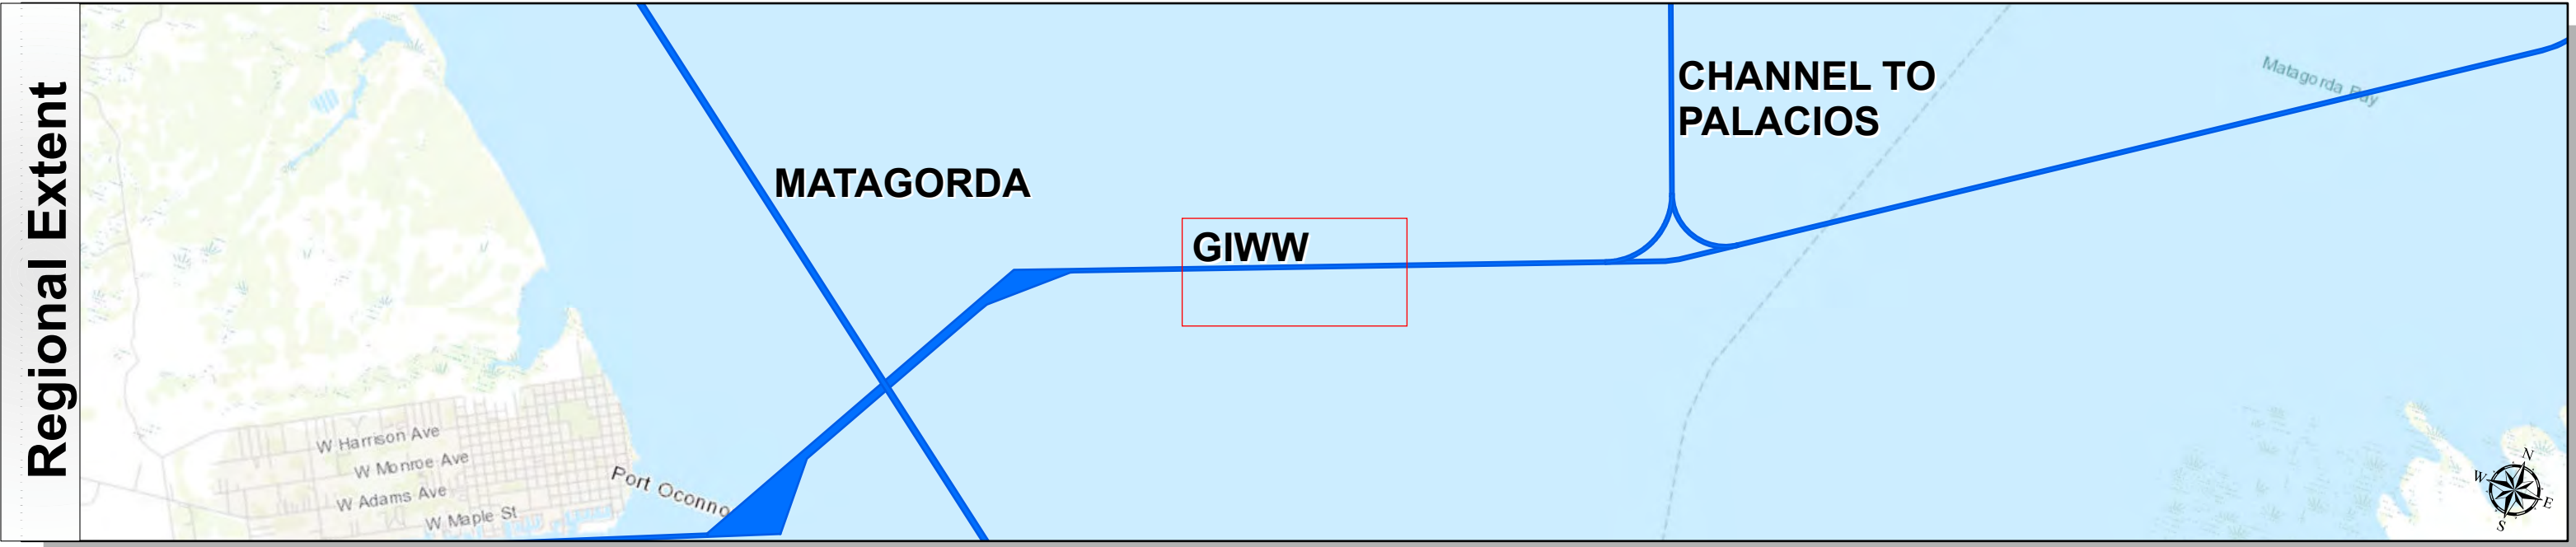 Regional Extent
MATAGORDA
GIWW
CHANNEL TO
PALACIOS
Matagorda Bay
W Harrison Ave
W Monroe Ave
W Adams Ave
W Maple St
Port Oconno
N
W
E
S